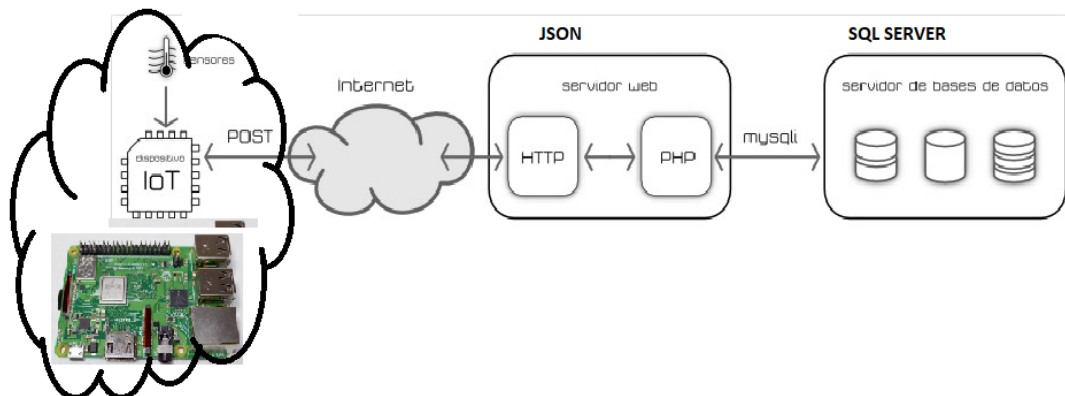 JSON
SQL SERVER
sensores
Internet
servidor web
servidor de bases de datos
POST
mysqli
dispositivo
IoT
HTTP
PHP